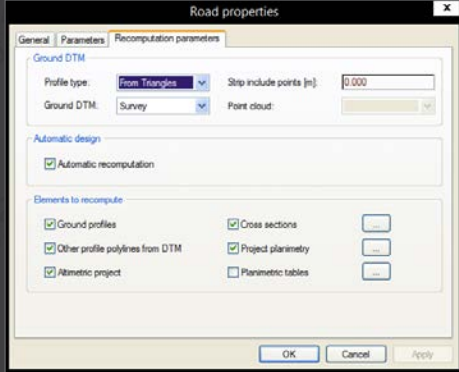 Road properties
x
General Parameters Recomputation parameters
Ground DTM
Profile type: From Triangles Strip include points [m]: 0.000
Ground DTM: Survey Point cloud:
Automatic design
Automatic recomputation
Elements to recompute
Ground profiles Cross sections ...
Other profile polylines from DTM Project planimetry ...
Altimetric project Planimetric tables ...
OK Cancel Apply